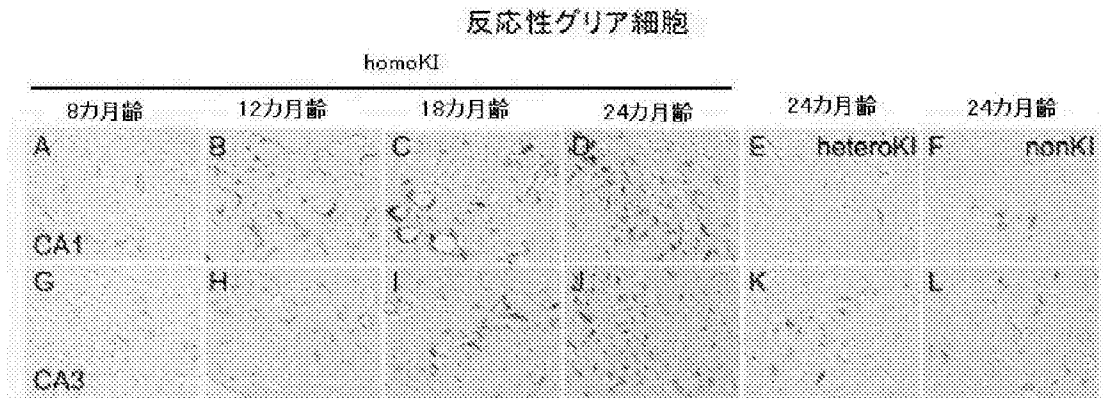 反応性グリア細胞
homoKI
8カ月齢 12カ月齢 18カ月齢 24カ月齢 24カ月齢 24カ月齢
A B C D E heteroKI F nonKI
CA1
G H I J K L
CA3